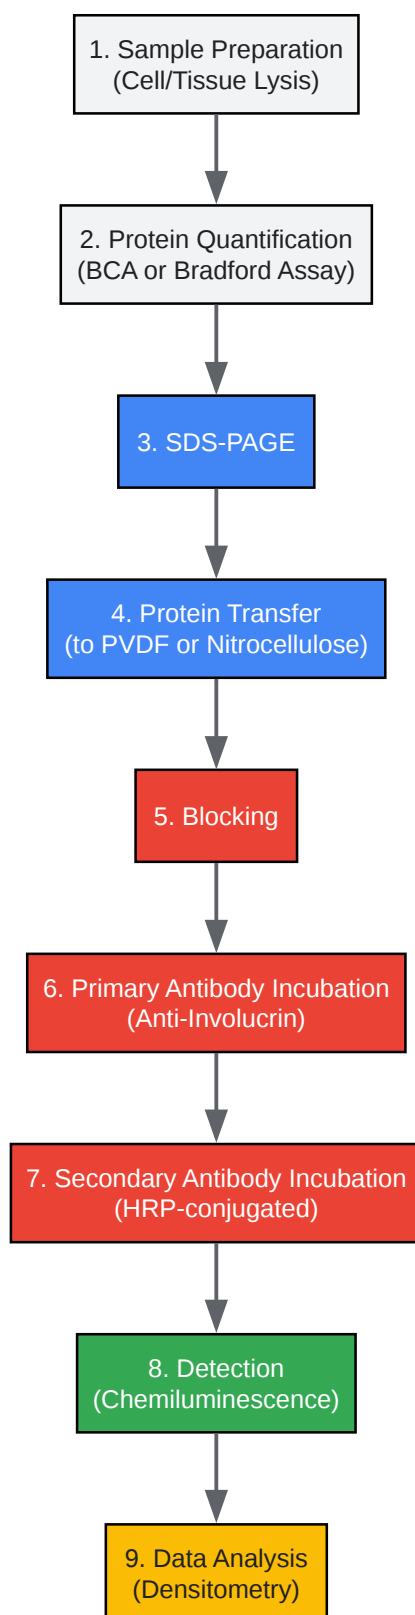 1. Sample Preparation
(Cell/Tissue Lysis)
2. Protein Quantification
(BCA or Bradford Assay)
3. SDS-PAGE
4. Protein Transfer
(to PVDF or Nitrocellulose)
5. Blocking
6. Primary Antibody Incubation
(Anti-Involucrin)
7. Secondary Antibody Incubation
(HRP-conjugated)
8. Detection
(Chemiluminescence)
9. Data Analysis
(Densitometry)